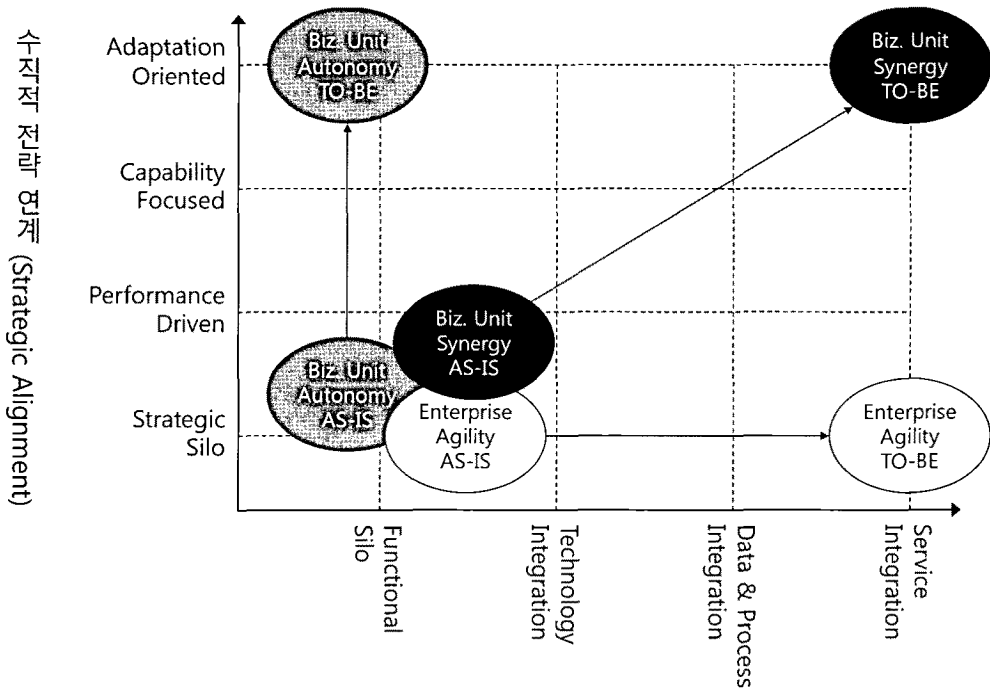 수직적 전략 연계 (Strategic Alignment)
Adaptation
Oriented
Capability
Focused
Performance
Driven
Strategic
Silo
Biz. Unit
Autonomy
TO-BE
Biz. Unit
Synergy
TO-BE
Biz. Unit
Synergy
AS-IS
Biz. Unit
Autonomy
AS-IS
Enterprise
Agility
AS-IS
Enterprise
Agility
TO-BE
Functional
Silo
Technology
Integration
Data & Process
Integration
Service
Integration